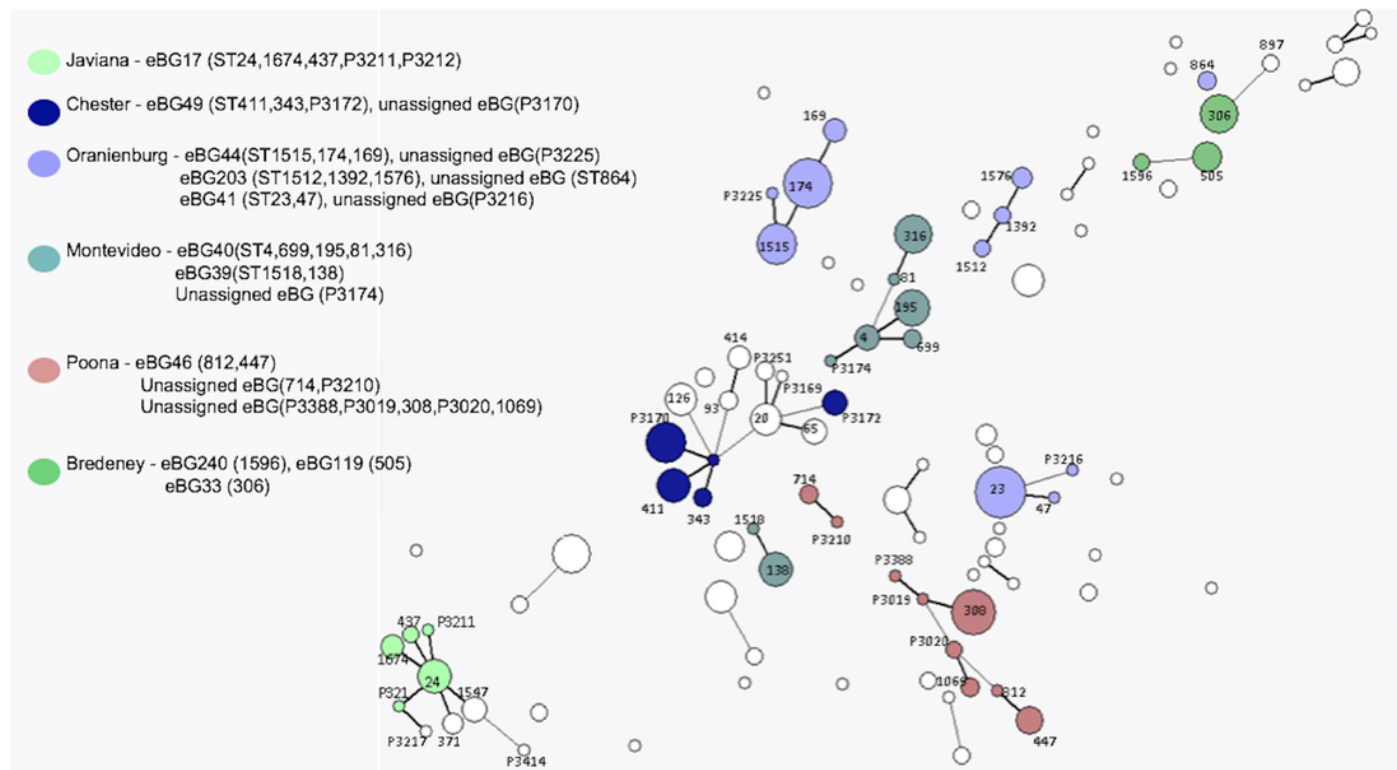 Javiana - eBG17 (ST24,1674,437,P3211,P3212)
Chester - eBG49 (ST411,343,P3172), unassigned eBG(P3170)
Oranienburg - eBG44(ST1515,174,169), unassigned eBG(P3225)
eBG203 (ST1512,1392,1576), unassigned eBG (ST864)
eBG41 (ST23,47), unassigned eBG(P3216)
Montevideo - eBG40(ST4,699,195,81,316)
eBG39(ST1518,138)
Unassigned eBG (P3174)
Poona - eBG46 (812,447)
Unassigned eBG(714,P3210)
Unassigned eBG(P3388,P3019,308,P3020,1069)
Bredeney - eBG240 (1596), eBG119 (505)
eBG33 (306)
897
864
306
1596
505
169
174
P3225
1515
1576
1392
1512
316
81
195
4
699
P3174
414
P3251
P3169
126
93
20
65
P3172
P3170
411
343
714
P3210
1518
138
P3216
23
47
P3388
P3019
308
P3020
1069
812
447
437
P3211
1674
24
P321
1547
P3217
371
P3414